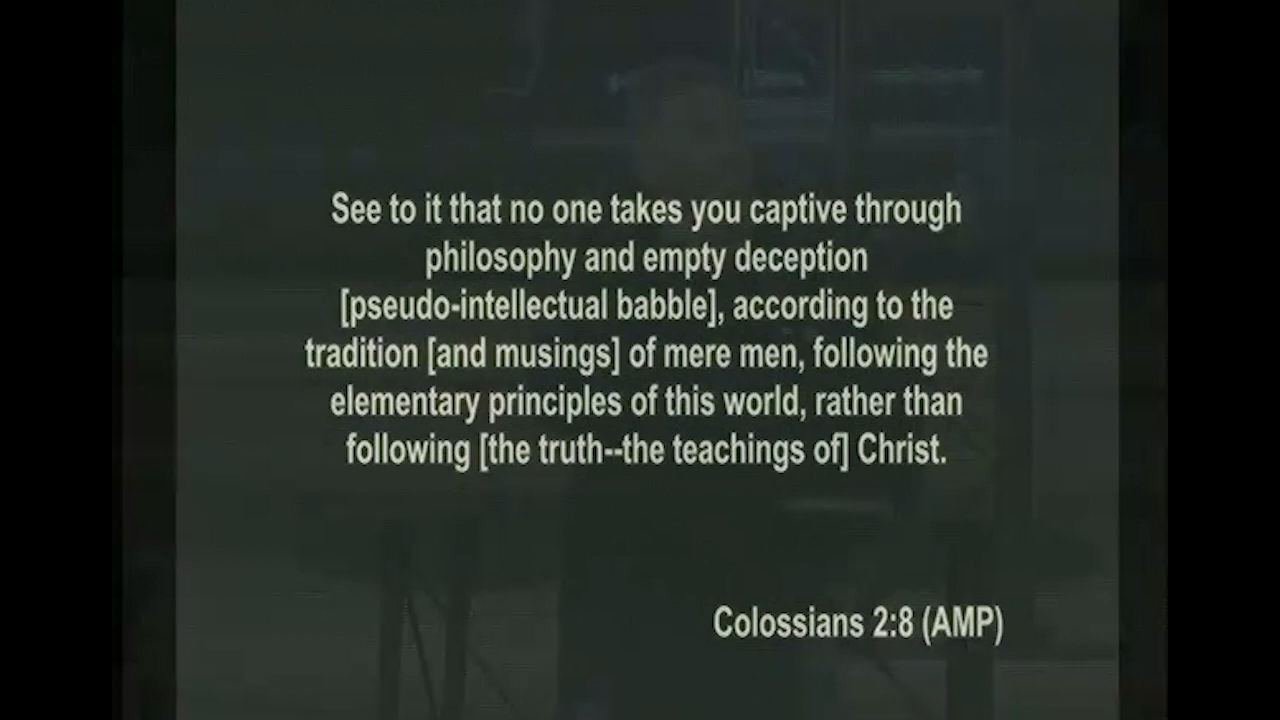 See to it that no one takes you captive through
philosophy and empty deception
[pseudo-intellectual babble], according to the
tradition [and musings] of mere men, following the
elementary principles of this world, rather than
following [the truth--the teachings of] Christ.
Colossians 2:8 (AMP)